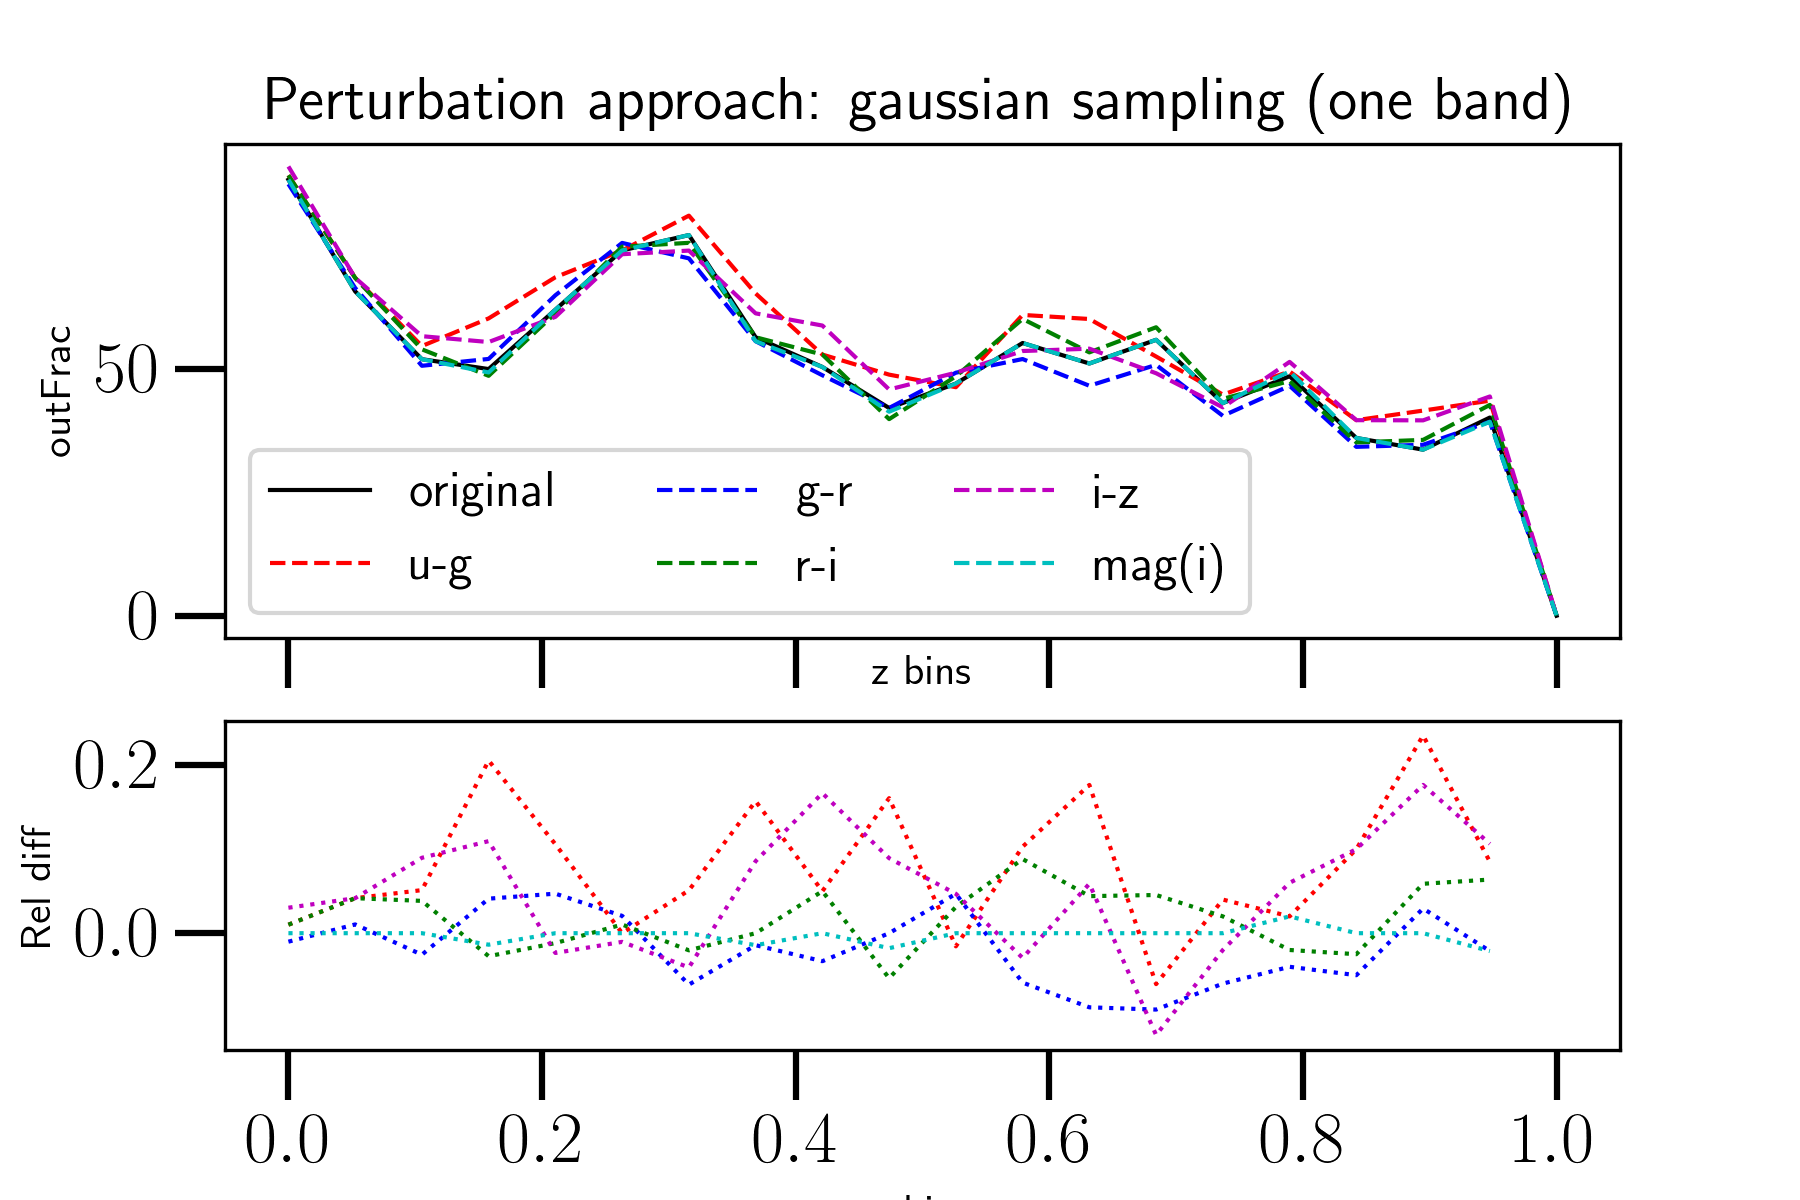 Perturbation approach: gaussian sampling (one band)
outFrac
50
0
original
g-r
i-z
u-g
r-i
mag(i)
z bins
Rel diff
0.2
0.0
0.0 0.2 0.4 0.6 0.8 1.0